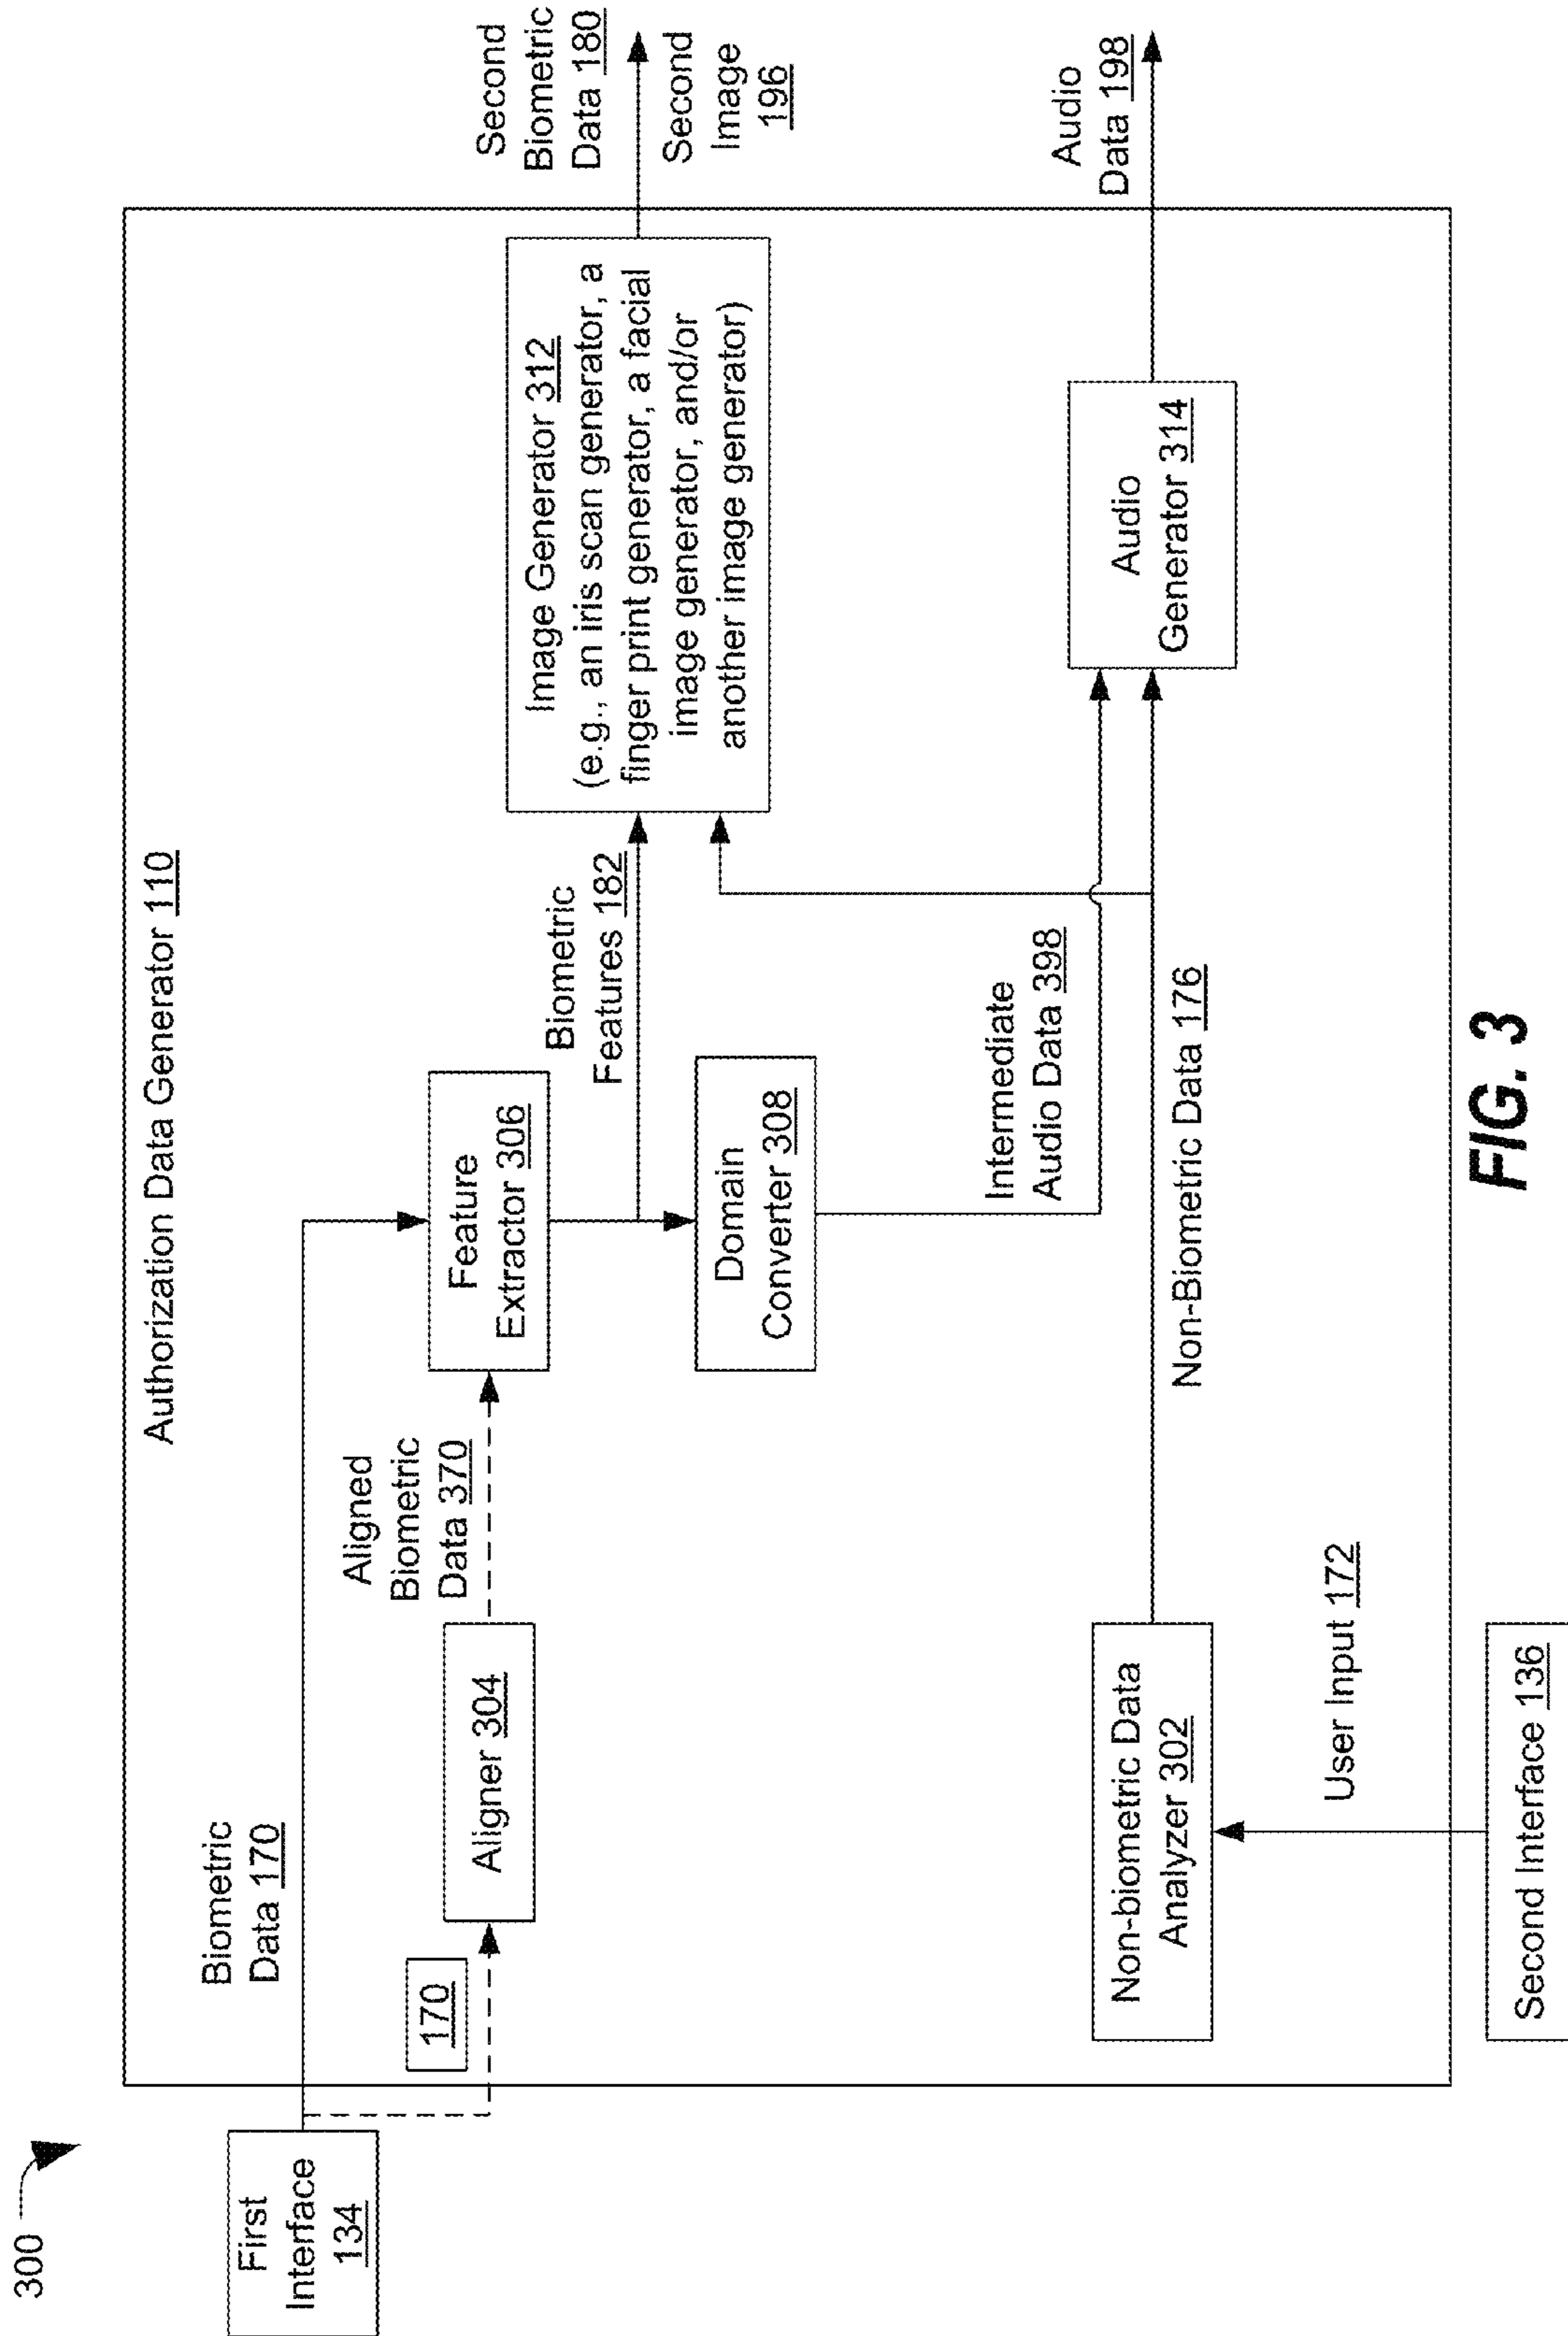 300
Authorization Data Generator 110
First
Interface
134
Biometric
Data 170
170
Aligner 304
Aligned
Biometric
Data 370
Feature
Extractor 306
Biometric
Features 182
Image Generator 312
(e.g., an iris scan generator, a
finger print generator, a facial
image generator, and/or
another image generator)
Second
Biometric
Data 180
Second
Image
196
Domain
Converter 308
Intermediate
Audio Data 398
Non-biometric Data
Analyzer 302
Non-Biometric Data 176
Audio
Generator 314
Audio
Data 198
User Input 172
Second Interface 136
FIG. 3